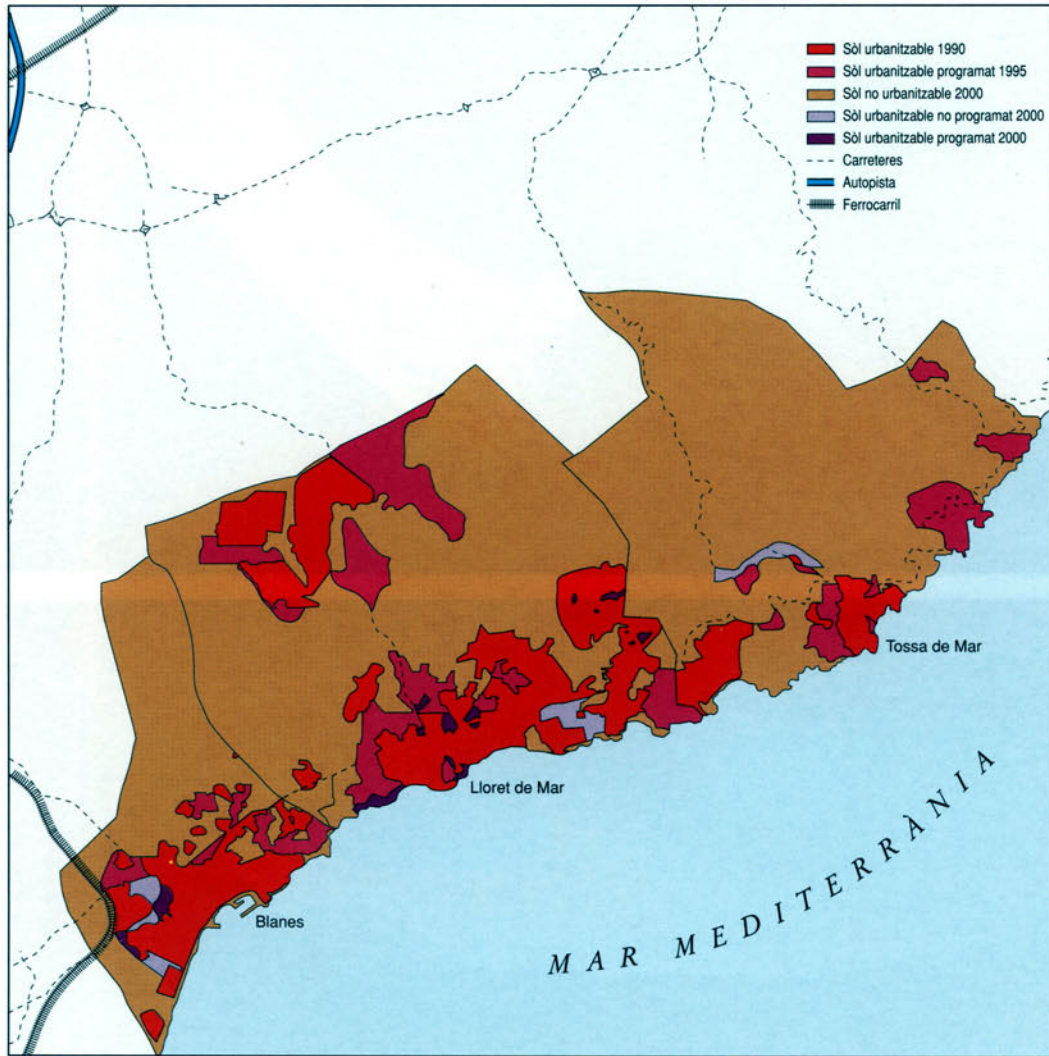 Sòl urbanitzable 1990
Sòl urbanitzable programat 1995
Sòl no urbanitzable 2000
Sòl urbanitzable no programat 2000
Sòl urbanitzable programat 2000
Carreteres
Autopista
Ferrocarril
Tossa de Mar
Lloret de Mar
Blanes
MAR MEDITERRÀNIA